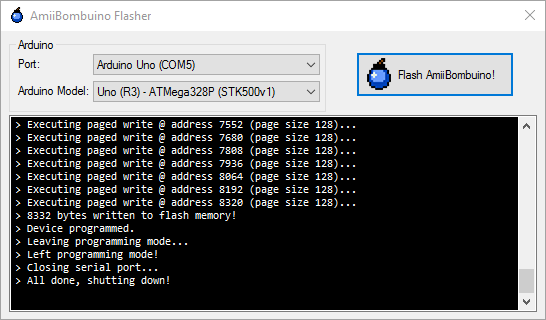 AmiiBombuino Flasher
Arduino
Port:
Arduino Uno (COM5)
Arduino Model:
Uno (R3) - ATMega328P (STK500v1)
Flash AmiiBombuino!
> Executing paged write @ address 7552 (page size 128)...
> Executing paged write @ address 7680 (page size 128)...
> Executing paged write @ address 7808 (page size 128)...
> Executing paged write @ address 7936 (page size 128)...
> Executing paged write @ address 8064 (page size 128)...
> Executing paged write @ address 8192 (page size 128)...
> Executing paged write @ address 8320 (page size 128)...
> 8332 bytes written to flash memory!
> Device programmed.
> Leaving programming mode...
> Left programming mode!
> Closing serial port...
> All done, shutting down!